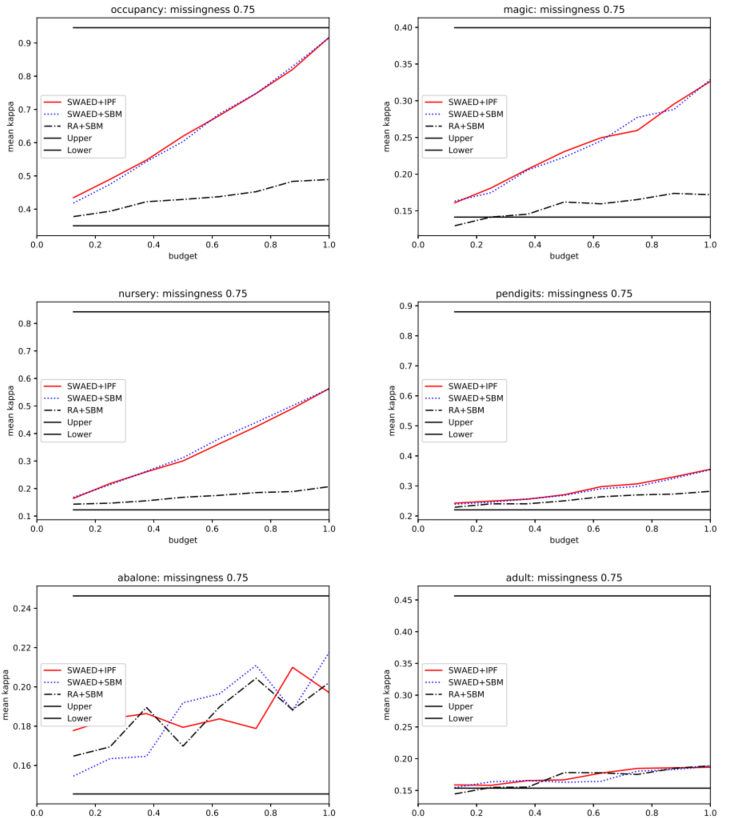 occupancy: missingness 0.75
mean kappa
0.9
0.8
0.7
0.6
0.5
0.4
SWAED+IPF
SWAED+SBM
RA+SBM
Upper
Lower
0.0 0.2 0.4 0.6 0.8 1.0
budget
magic: missingness 0.75
mean kappa
0.40
0.35
0.30
0.25
0.20
0.15
SWAED+IPF
SWAED+SBM
RA+SBM
Upper
Lower
0.0 0.2 0.4 0.6 0.8 1.0
budget
nursery: missingness 0.75
mean kappa
0.8
0.7
0.6
0.5
0.4
0.3
0.2
0.1
SWAED+IPF
SWAED+SBM
RA+SBM
Upper
Lower
0.0 0.2 0.4 0.6 0.8 1.0
budget
pendigits: missingness 0.75
mean kappa
0.9
0.8
0.7
0.6
0.5
0.4
0.3
0.2
SWAED+IPF
SWAED+SBM
RA+SBM
Upper
Lower
0.0 0.2 0.4 0.6 0.8 1.0
budget
abalone: missingness 0.75
mean kappa
0.24
0.22
0.20
0.18
0.16
SWAED+IPF
SWAED+SBM
RA+SBM
Upper
Lower
0.0 0.2 0.4 0.6 0.8 1.0
adult: missingness 0.75
mean kappa
0.45
0.40
0.35
0.30
0.25
0.20
0.15
SWAED+IPF
SWAED+SBM
RA+SBM
Upper
Lower
0.0 0.2 0.4 0.6 0.8 1.0